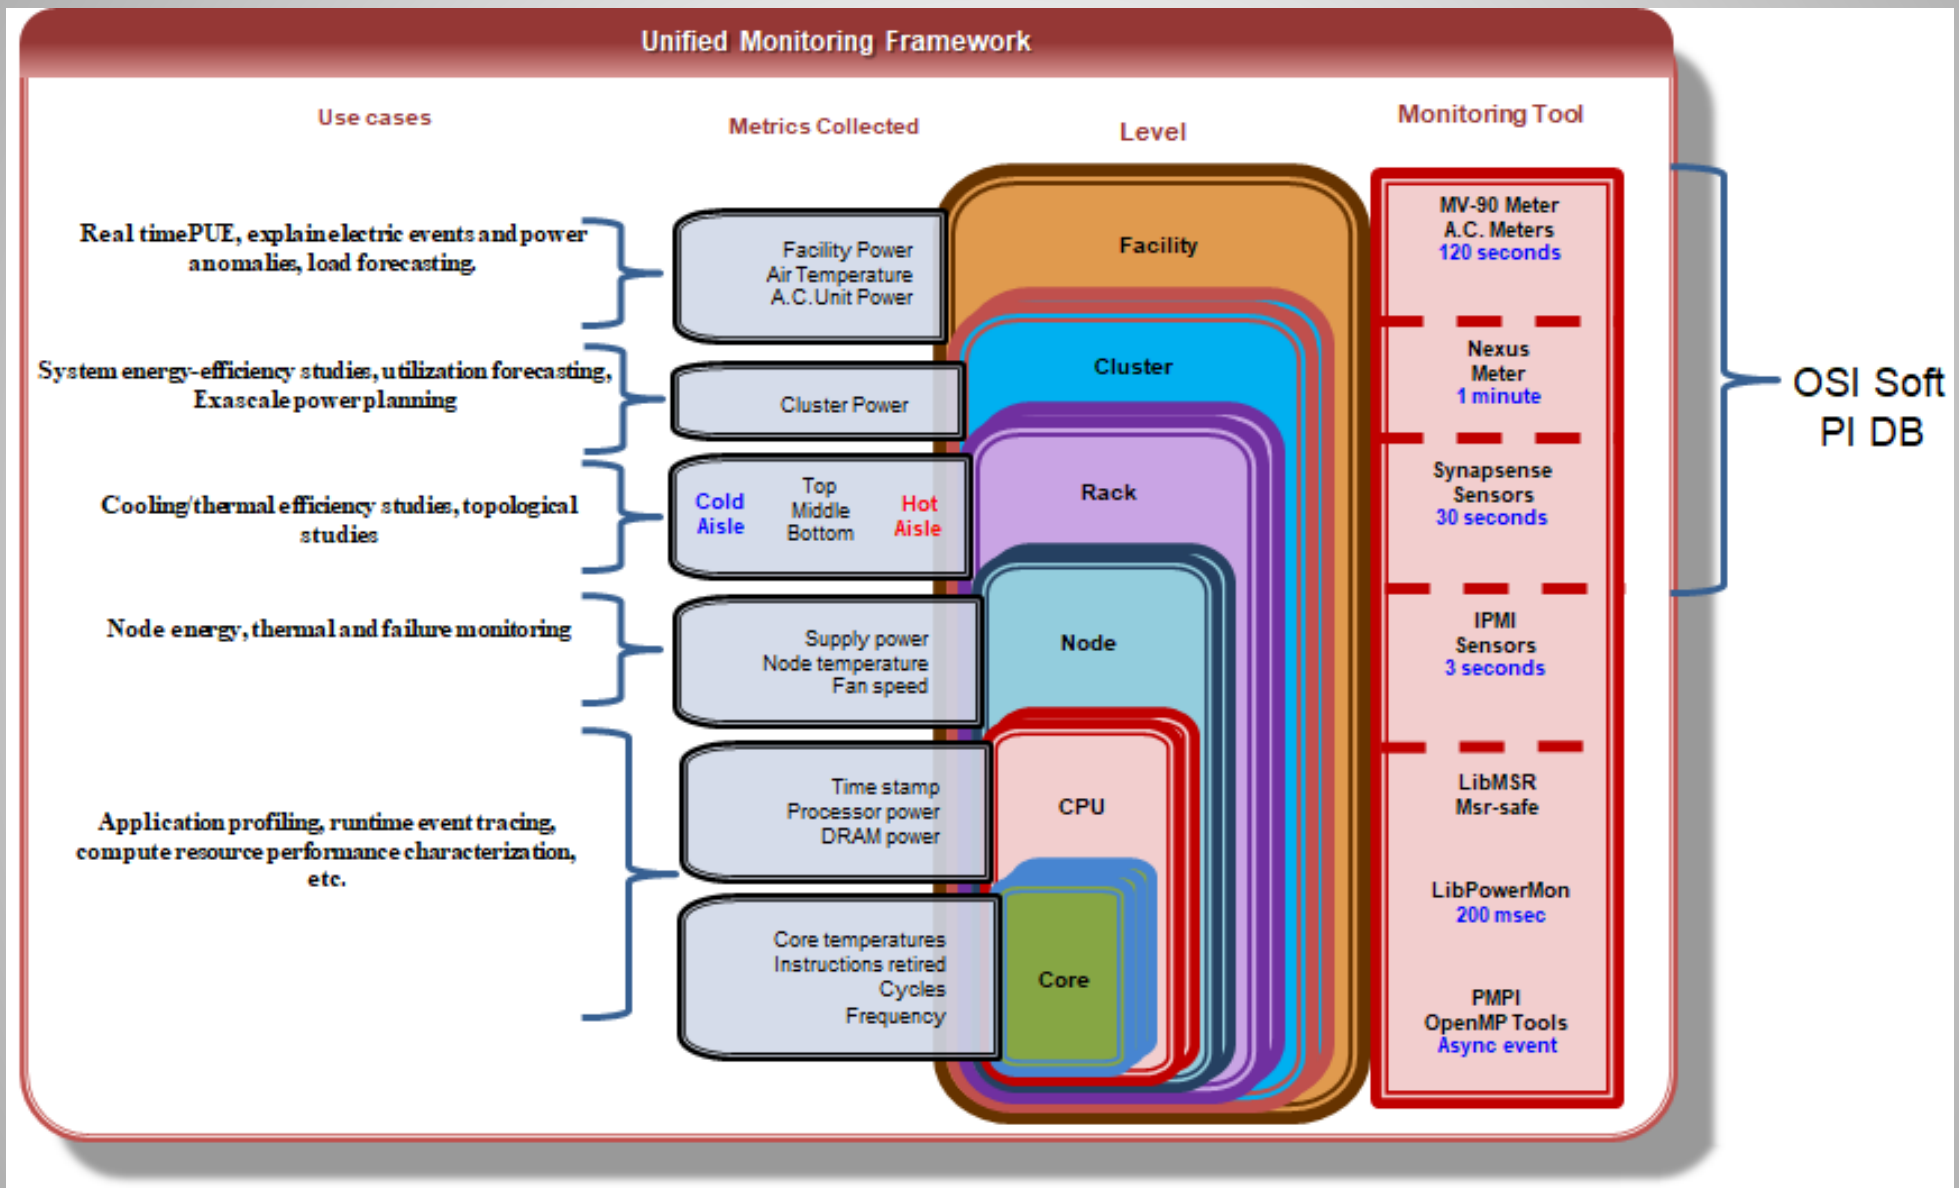 Unified Monitoring Framework
Use cases
Metrics Collected
Level
Monitoring Tool
Real timePUE, explain electric events and power
anomalies, load forecasting.
Facility Power
Air Temperature
A.C.Unit Power
Facility
MV-90 Meter
A.C. Meters
120 seconds
System energy-efficiency studies, utilization forecasting,
Exascale power planning
Cluster Power
Cluster
Nexus
Meter
1 minute
OSI Soft
PI DB
Cooling/thermal efficiency studies, topological
studies
Cold
Aisle
Top
Middle
Bottom
Hot
Aisle
Rack
Synapsense
Sensors
30 seconds
Node energy, thermal and failure monitoring
Supply power
Node temperature
Fan speed
Node
IPMI
Sensors
3 seconds
Application profiling, runtime event tracing,
compute resource performance characterization,
etc.
Time stamp
Processor power
DRAM power
CPU
LibMSR
Msr-safe
LibPowerMon
200 msec
Core temperatures
Instructions retired
Cycles
Frequency
Core
PMPI
OpenMP Tools
Async event